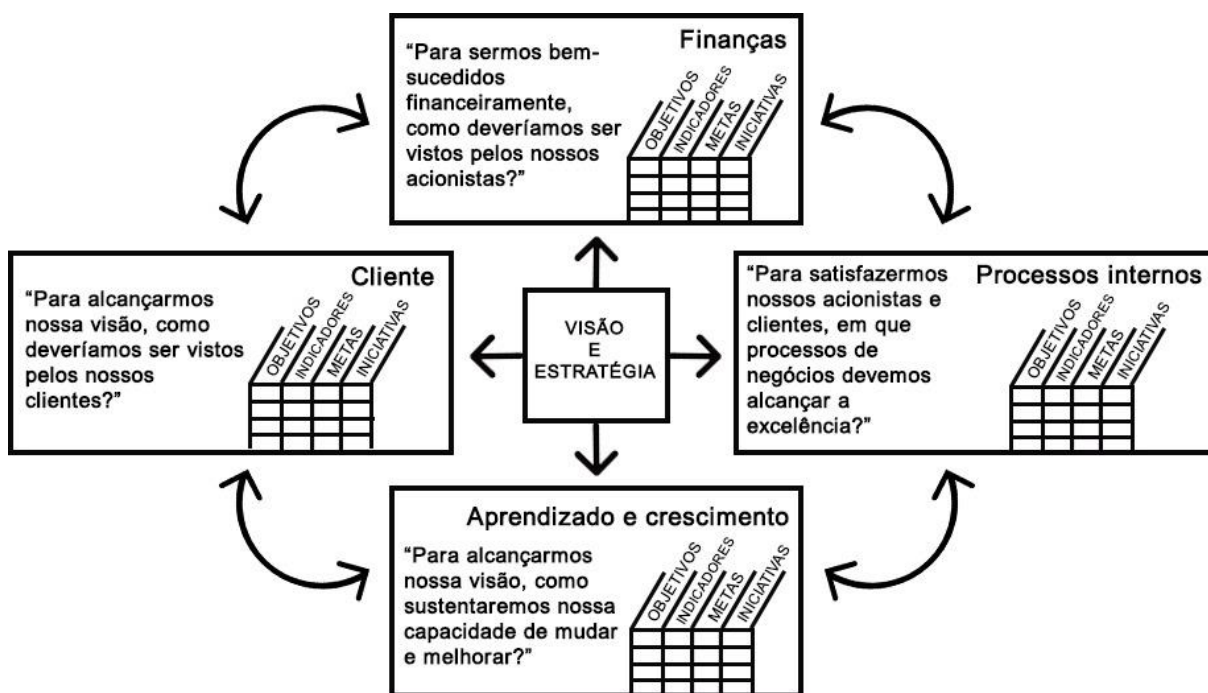 Finanças
“Para sermos bem-
sucedidos
financeiramente,
como deveríamos ser
vistos pelos nossos
acionistas?”
OBJETIVOS
INDICADORES
METAS
INICIATIVAS
Cliente
“Para alcançarmos
nossa visão, como
deveríamos ser vistos
pelos nossos
clientes?”
OBJETIVOS
INDICADORES
METAS
INICIATIVAS
VISÃO
E
ESTRATÉGIA
Processos internos
“Para satisfazermos
nossos acionistas e
clientes, em que
processos de
negócios devemos
alcançar a
excelência?”
OBJETIVOS
INDICADORES
METAS
INICIATIVAS
Aprendizado e crescimento
“Para alcançarmos
nossa visão, como
sustentaremos nossa
capacidade de mudar
e melhorar?”
OBJETIVOS
INDICADORES
METAS
INICIATIVAS